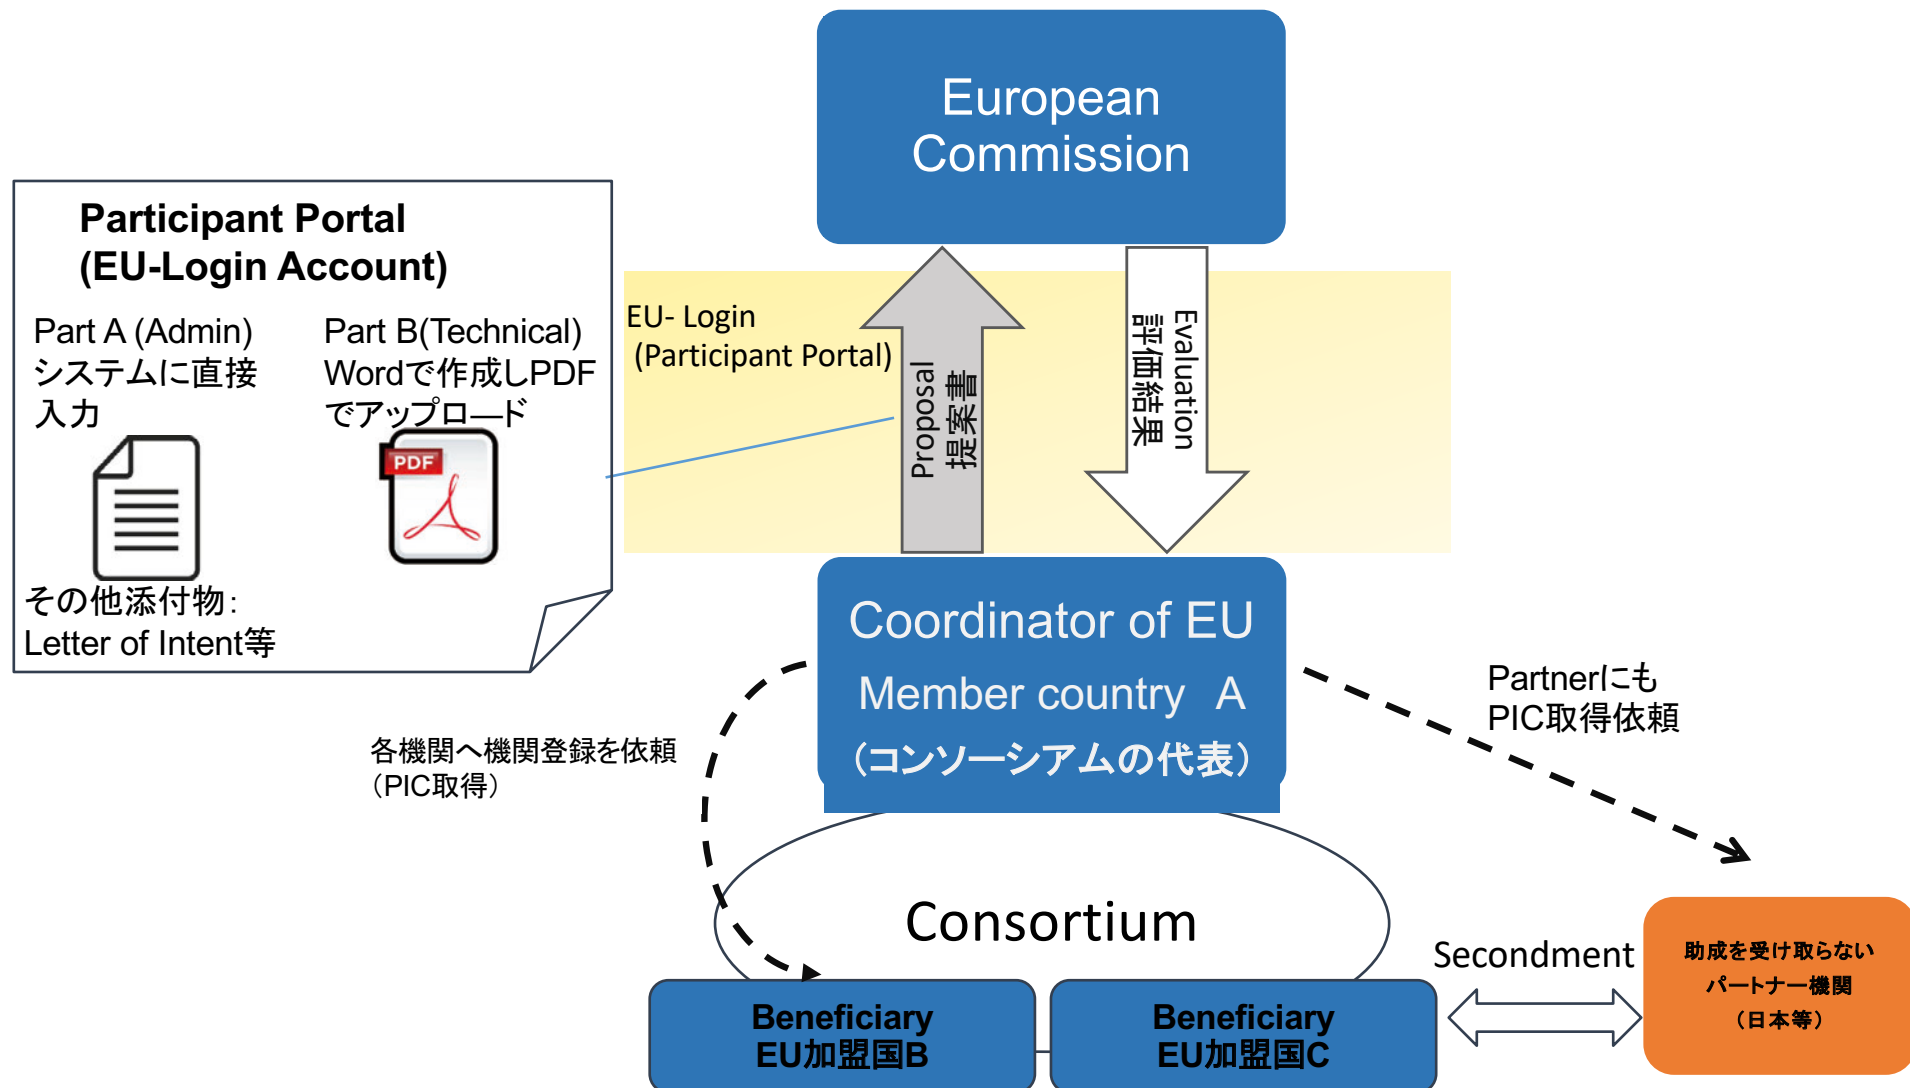 European
Commission
Participant Portal
(EU-Login Account)
Part A (Admin)
システムに直接
入力
Part B(Technical)
Wordで作成しPDF
でアップロ―ド
PDF
その他添付物：
Letter of Intent等
EU- Login
(Participant Portal)
Proposal
提案書
Evaluation
評価結果
Coordinator of EU
Member country A
（コンソーシアムの代表）
各機関へ機関登録を依頼
（PIC取得）
Partnerにも
PIC取得依頼
Consortium
Beneficiary
EU加盟国B
Beneficiary
EU加盟国C
Secondment
助成を受け取らない
パートナー機関
（日本等）